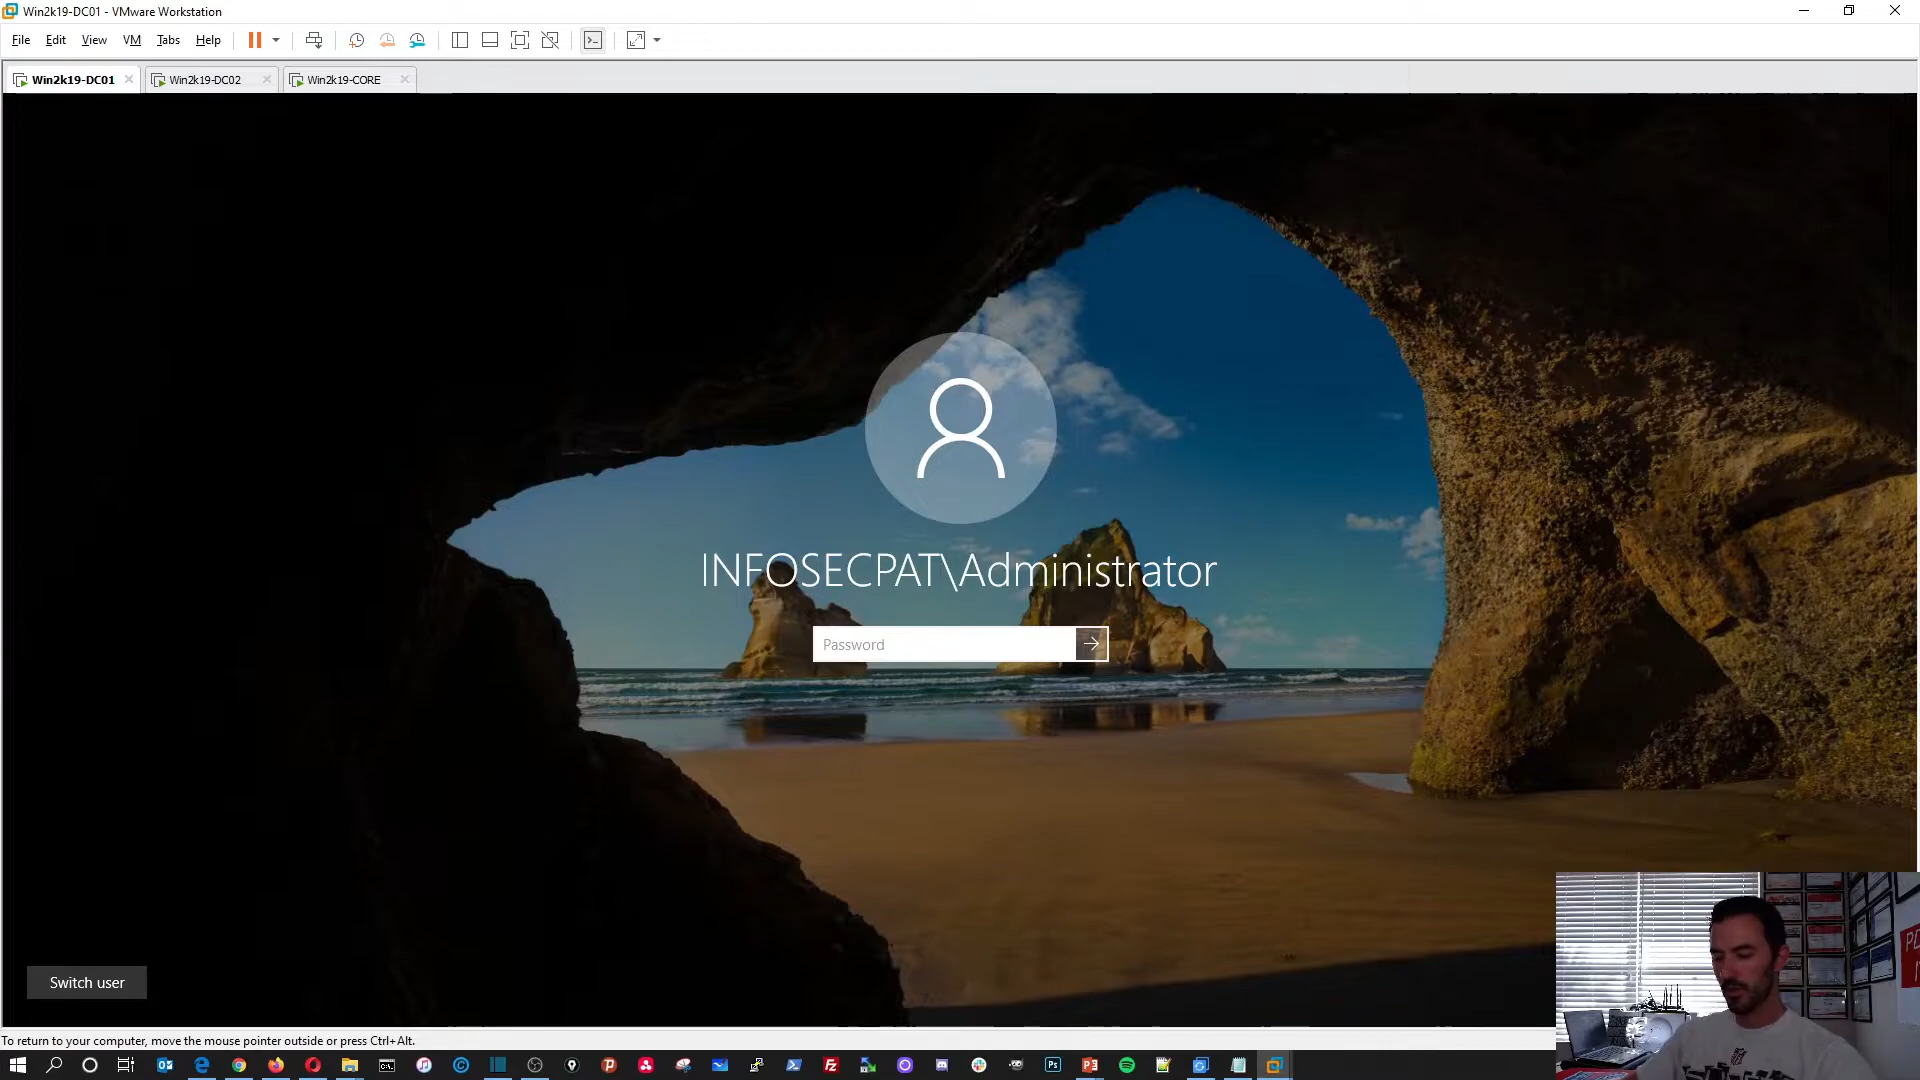 Win2k19-DC01 - VMware Workstation
File Edit View VM Tabs Help
Win2k19-DC01 Win2k19-DC02 Win2k19-CORE
INFOSECPAT\Administrator
Password
Switch user
To return to your computer, move the mouse pointer outside or press Ctrl+Alt.